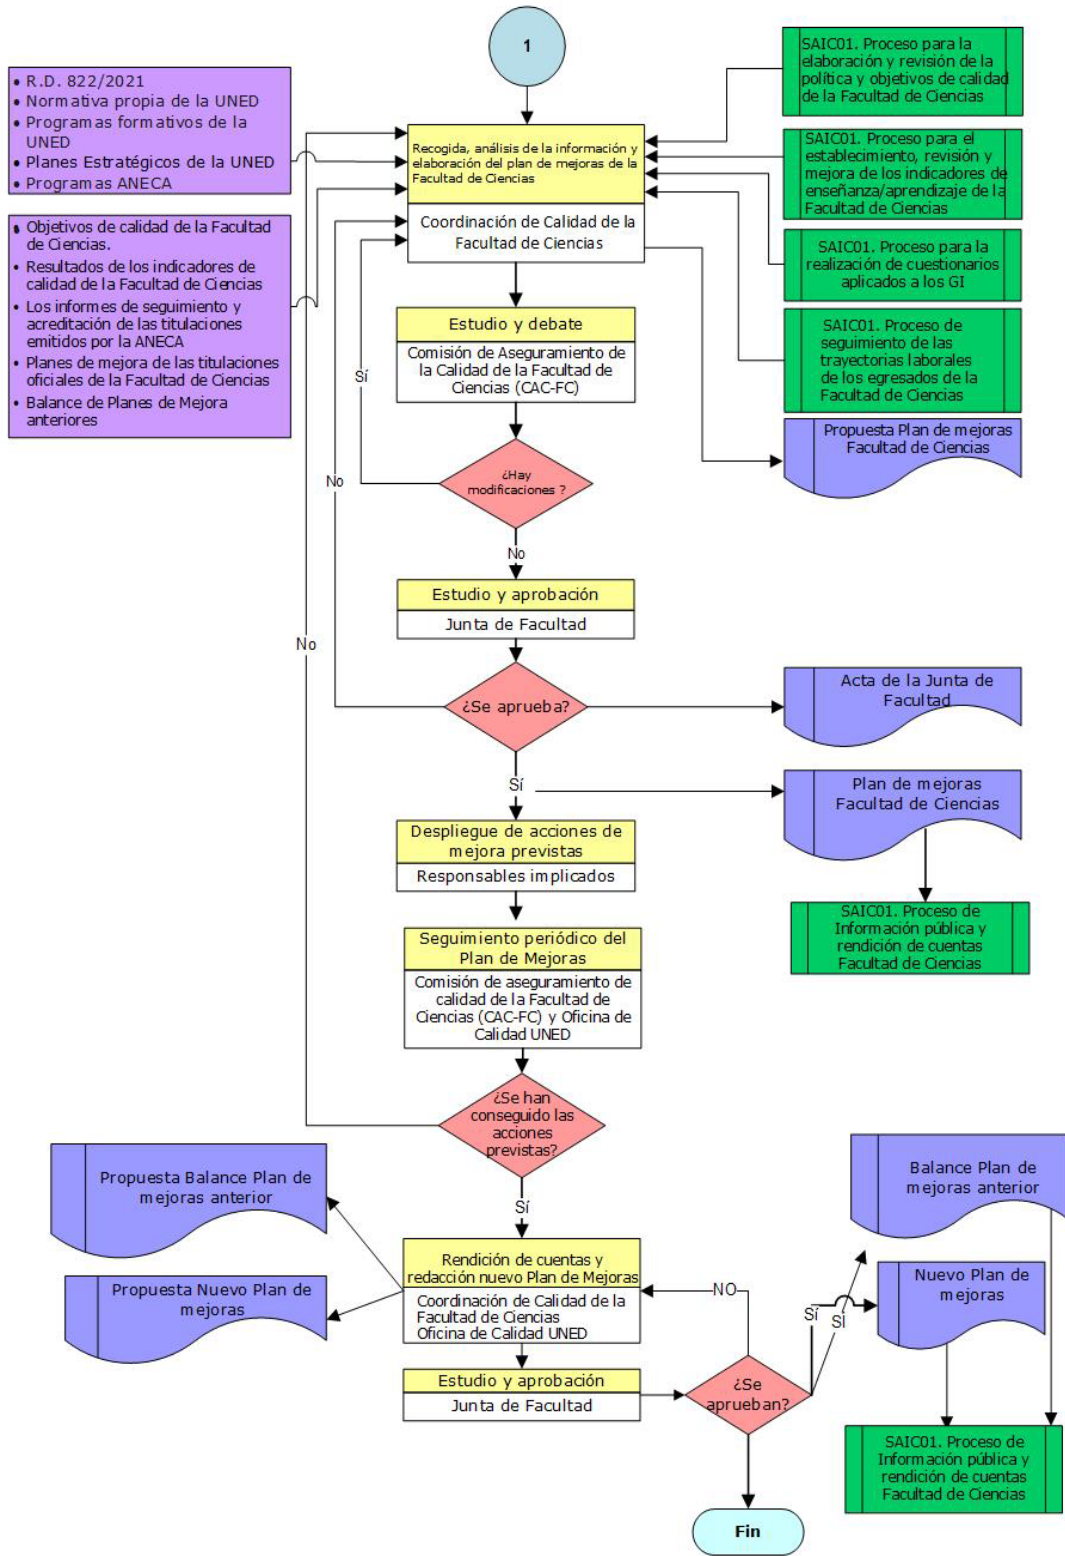 1
• R.D. 822/2021
• Normativa propia de la UNED
• Programas formativos de la
UNED
• Planes Estratégicos de la UNED
• Programas ANECA
• Objetivos de calidad de la Facultad
de Ciencias.
• Resultados de los indicadores de
calidad de la Facultad de Ciencias
• Los informes de seguimiento y
acreditación de las titulaciones
emitidos por la ANECA
• Planes de mejora de las titulaciones
oficiales de la Facultad de Ciencias
• Balance de Planes de Mejora
anteriores
Recogida, análisis de la información y
elaboración del plan de mejoras de la
Facultad de Ciencias
Coordinación de Calidad de la
Facultad de Ciencias
SAIC01. Proceso para la
elaboración y revisión de la
política y objetivos de calidad
de la Facultad de Ciencias
SAIC01. Proceso para el
establecimiento, revisión y
mejora de los indicadores de
enseñanza/aprendizaje de la
Facultad de Ciencias
SAIC01. Proceso para la
realización de cuestionarios
aplicados a los GI
SAIC01. Proceso de
seguimiento de las
trayectorias laborales
de los egresados de la
Facultad de Ciencias
Propuesta Plan de mejoras
Facultad de Ciencias
Estudio y debate
Comisión de Aseguramiento de
la Calidad de la Facultad de
Ciencias (CAC-FC)
Sí
¿Hay
modificaciones ?
No
No
Estudio y aprobación
Junta de Facultad
No
¿Se aprueba?
Acta de la Junta de
Facultad
Sí
Plan de mejoras
Facultad de Ciencias
Despliegue de acciones de
mejora previstas
Responsables implicados
SAIC01. Proceso de
Información pública y
rendición de cuentas
Facultad de Ciencias
Seguimiento periódico del
Plan de Mejoras
Comisión de aseguramiento de
calidad de la Facultad de
Ciencias (CAC-FC) y Oficina de
Calidad UNED
¿Se han
conseguido las
acciones
previstas?
Sí
Propuesta Balance Plan de
mejoras anterior
Propuesta Nuevo Plan de
mejoras
Rendición de cuentas y
redacción nuevo Plan de Mejoras
Coordinación de Calidad de la
Facultad de Ciencias
Oficina de Calidad UNED
NO
Balance Plan de
mejoras anterior
Nuevo Plan de
mejoras
Sí
SÍ
Estudio y aprobación
Junta de Facultad
¿Se
aprueban?
SAIC01. Proceso de
Información pública y
rendición de cuentas
Facultad de Ciencias
Fin